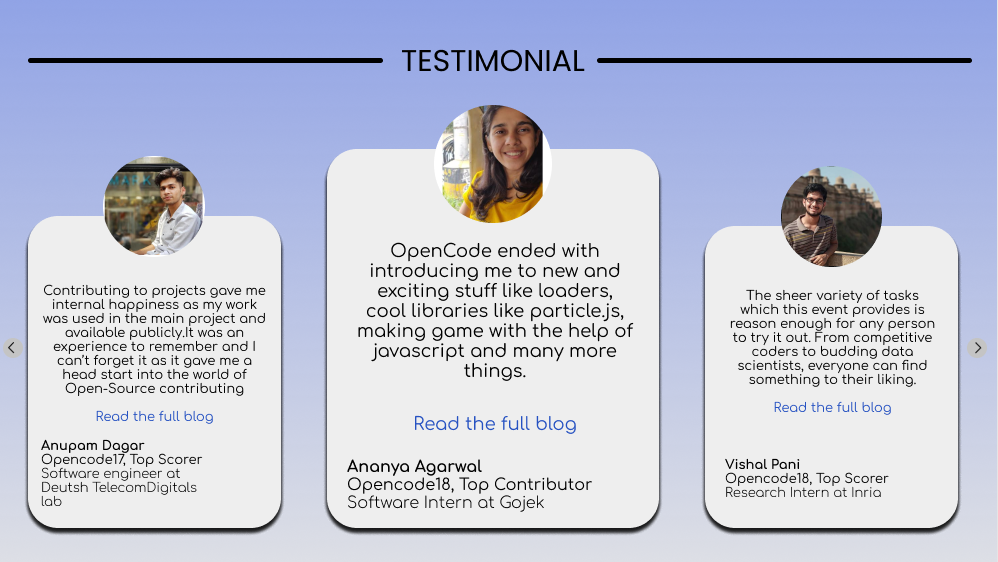 TESTIMONIAL
Contributing to projects gave me
internal happiness as my work
was used in the main project and
available publicly.It was an
experience to remember and I
can't forget it as it gave me a
head start into the world of
Open-Source contributing
Read the full blog
Anupam Dagar
Opencode17, Top Scorer
Software engineer at
Deutsh TelecomDigitals
lab
OpenCode ended with
introducing me to new and
exciting stuff like loaders,
cool libraries like particle.js,
making game with the help of
javascript and many more
things.
Read the full blog
Ananya Agarwal
Opencode18, Top Contributor
Software Intern at Gojek
The sheer variety of tasks
which this event provides is
reason enough for any person
to try it out. From competitive
coders to budding data
scientists, everyone can find
something to their liking.
Read the full blog
Vishal Pani
Opencode18, Top Scorer
Research Intern at Inria